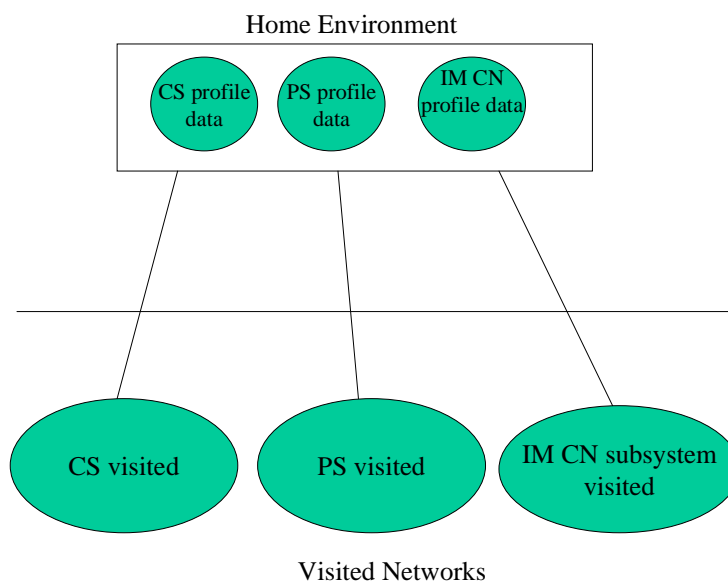 Home Environment
CS profile
data
PS profile
data
IM CN
profile data
CS visited
PS visited
IM CN subsystem
visited
Visited Networks